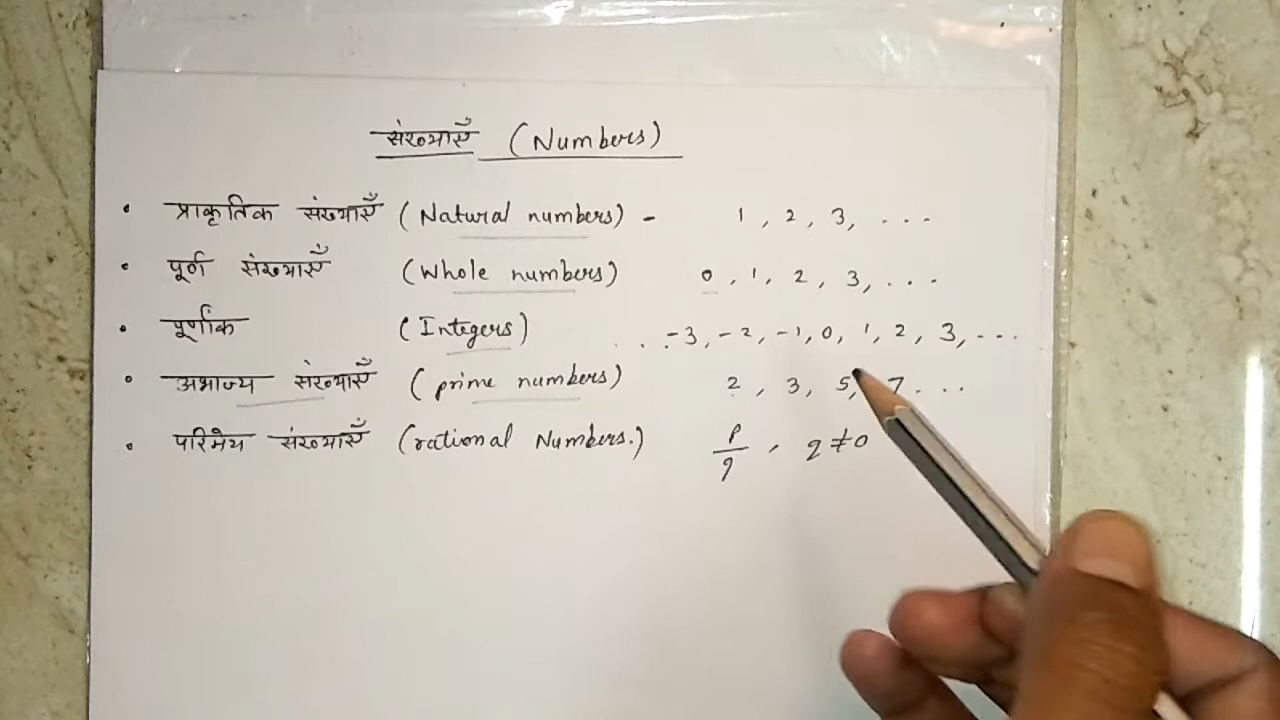 संख्याएँ (Numbers)
• प्राकृतिक संख्याएँ (Natural numbers) - 1, 2, 3, ...
• पूर्ण संख्याएँ (Whole numbers) 0, 1, 2, 3, ...
• पूर्णांक (Integers) ...-3, -2, -1, 0, 1, 2, 3, ...
• अभाज्य संख्याएँ (prime numbers) 2, 3, 5, 7 ...
• परिमेय संख्याएँ (rational Numbers.) p/q, q≠0